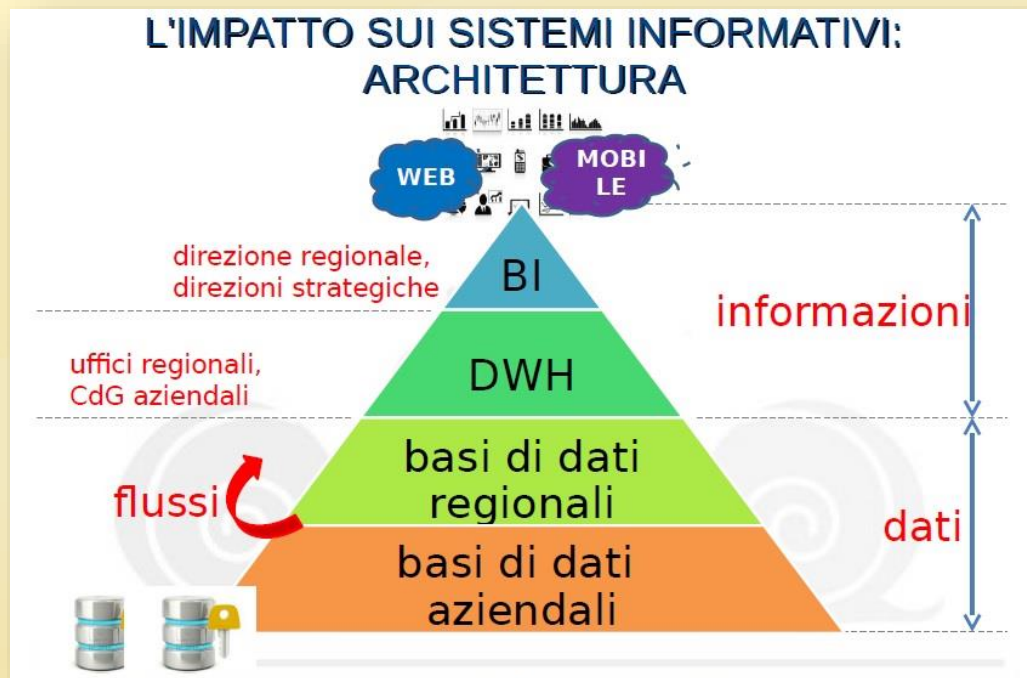 L'IMPATTO SUI SISTEMI INFORMATIVI:
ARCHITETTURA
WEB
MOBI
LE
direzione regionale,
direzioni strategiche
BI
informazioni
uffici regionali,
CdG aziendali
DWH
basi di dati
regionali
flussi
dati
basi di dati
aziendali